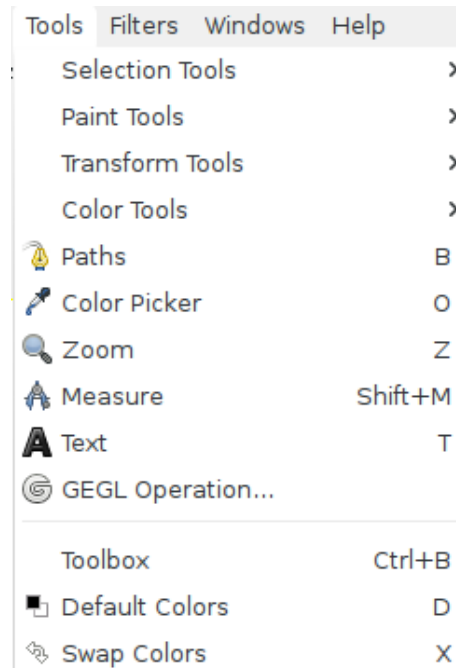 Tools Filters Windows Help
Selection Tools
Paint Tools
Transform Tools
Color Tools
Paths B
Color Picker O
Zoom Z
Measure Shift+M
Text T
GEGL Operation...
Toolbox Ctrl+B
Default Colors D
Swap Colors X